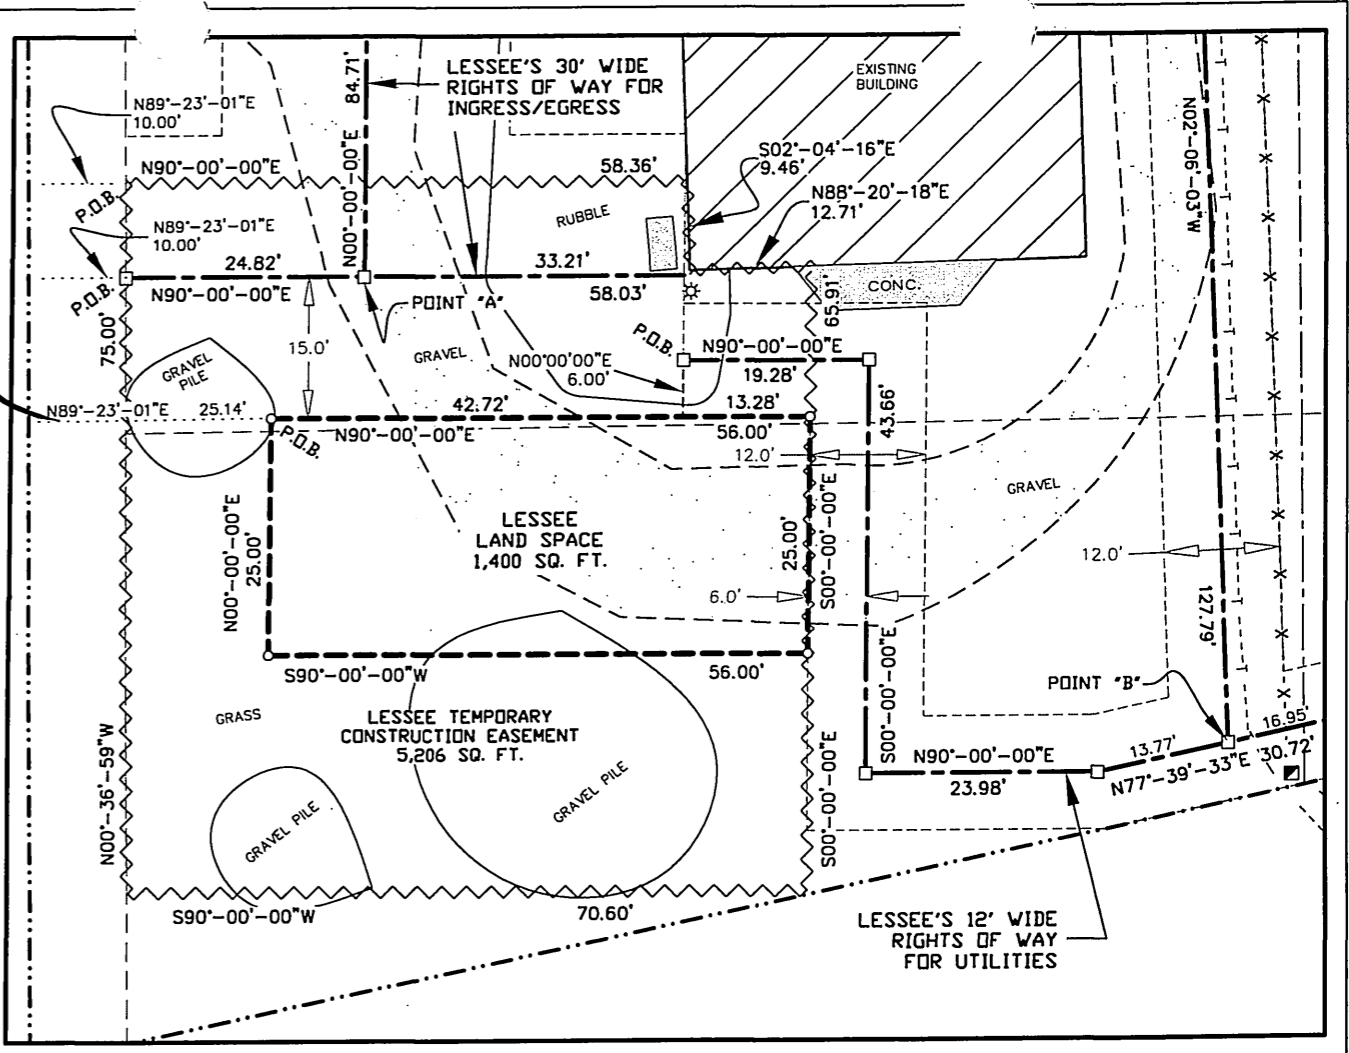 84.71'
N00°-00'-00"E
LESSEE'S 30' WIDE
RIGHTS OF WAY FOR
INGRESS/EGRESS
EXISTING
BUILDING
N89°-23'-01"E
10.00'
N02°-06'-03"W
S02°-04'-16"E
9.46'
N90°-00'-00"E
58.36'
P.O.B.
N88°-20'-18"E
12.71'
RUBBLE
N89°-23'-01"E
10.00'
24.82'
33.21'
N90°-00'-00"E
58.03'
P.O.B.
POINT "A"
CONC.
65.91'
75.00'
15.0'
GRAVEL
P.O.B.
N90°-00'-00"E
19.28'
N00°00'00"E
6.00'
GRAVEL
PILE
N89°-23'-01"E
25.14'
42.72'
13.28'
43.66'
P.O.B.
N90°-00'-00"E
56.00'
12.0'
GRAVEL
N00°-00'-00"E
25.00'
LESSEE
LAND SPACE
1,400 SQ. FT.
25.00'
S00°-00'-00"E
12.0'
6.0'
127.79'
S90°-00'-00"W
56.00'
S00°-00'-00"E
POINT "B"
GRASS
LESSEE TEMPORARY
CONSTRUCTION EASEMENT
5,206 SQ. FT.
16.95'
13.77'
N90°-00'-00"E
23.98'
N77°-39'-33"E 30.72'
N00°-36'-59"W
GRAVEL PILE
GRAVEL PILE
S00°-00'-00"E
S90°-00'-00"W
70.60'
LESSEE'S 12' WIDE
RIGHTS OF WAY
FOR UTILITIES